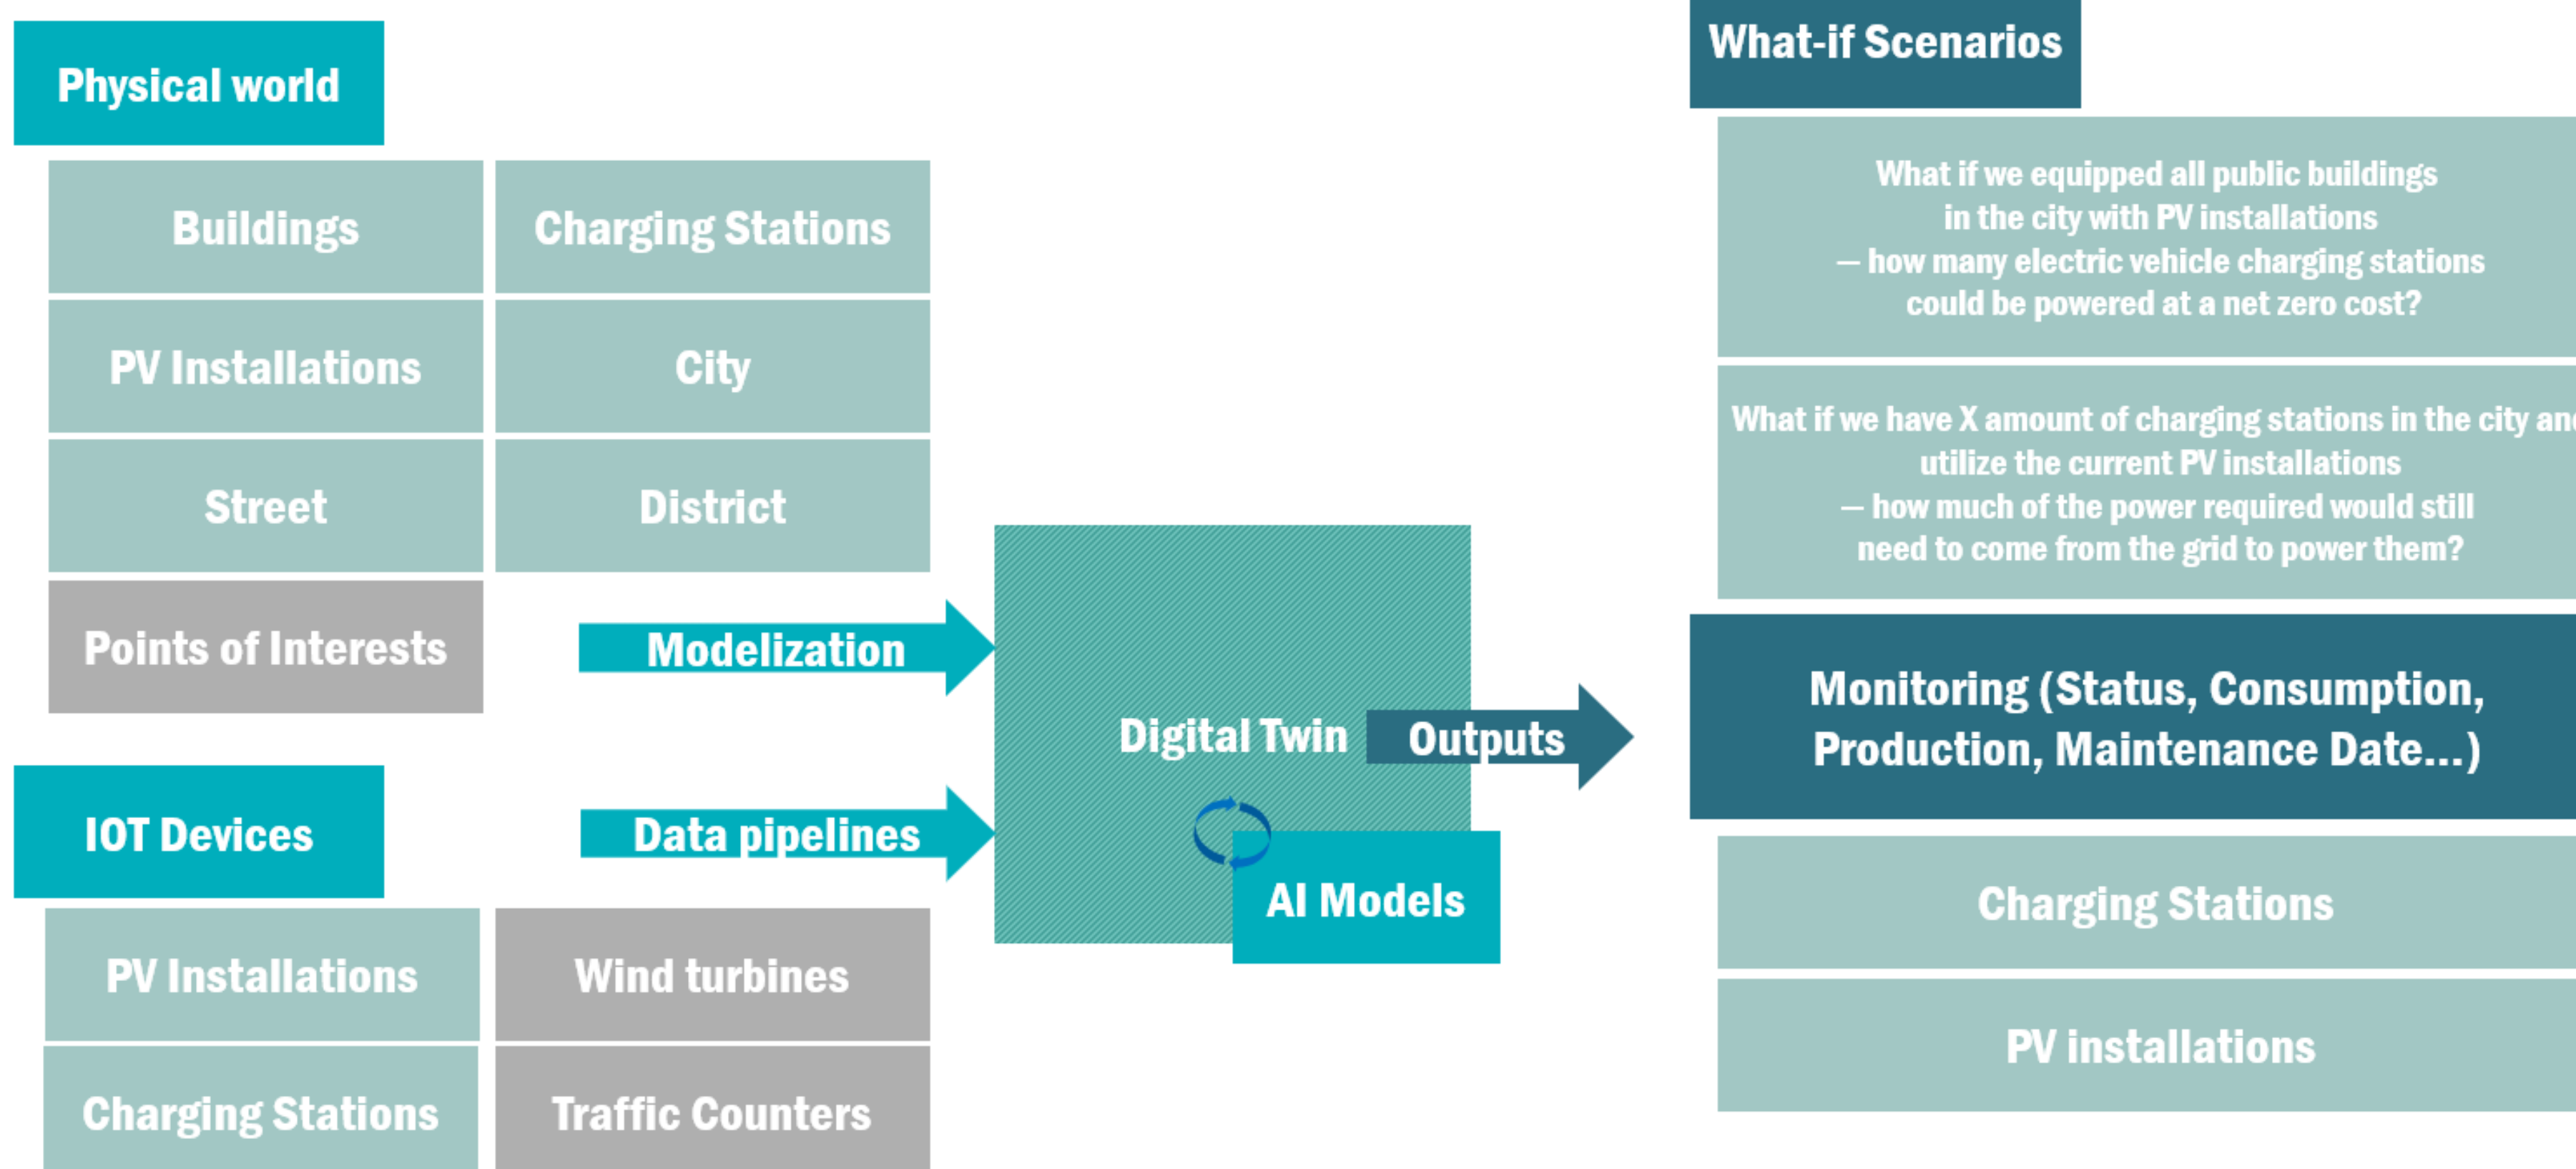 Physical world
Buildings
Charging Stations
PV Installations
City
Street
District
Points of Interests
Modelization
IOT Devices
Data pipelines
PV Installations
Wind turbines
Charging Stations
Traffic Counters
Digital Twin
Outputs
AI Models
What-if Scenarios
What if we equipped all public buildings
in the city with PV installations
— how many electric vehicle charging stations
could be powered at a net zero cost?
What if we have X amount of charging stations in the city and
utilize the current PV installations
— how much of the power required would still
need to come from the grid to power them?
Monitoring (Status, Consumption,
Production, Maintenance Date...)
Charging Stations
PV installations